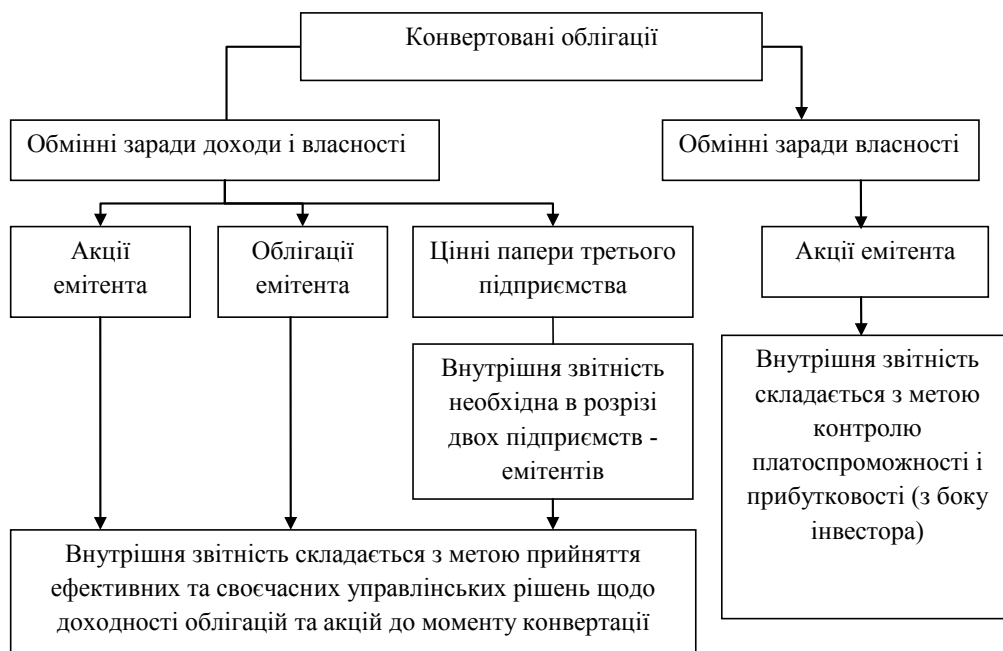 Конвертовані облігації
Обмінні заради доходи і власності
Обмінні заради власності
Акції
емітента
Облігації
емітента
Цінні папери третього
підприємства
Акції емітента
Внутрішня звітність
необхідна в розрізі
двох підприємств -
емітентів
Внутрішня звітність
складається з метою
контролю
платоспроможності і
прибутковості (з боку
інвестора)
Внутрішня звітність складається з метою прийняття
ефективних та своєчасних управлінських рішень щодо
доходності облігацій та акцій до моменту конвертації